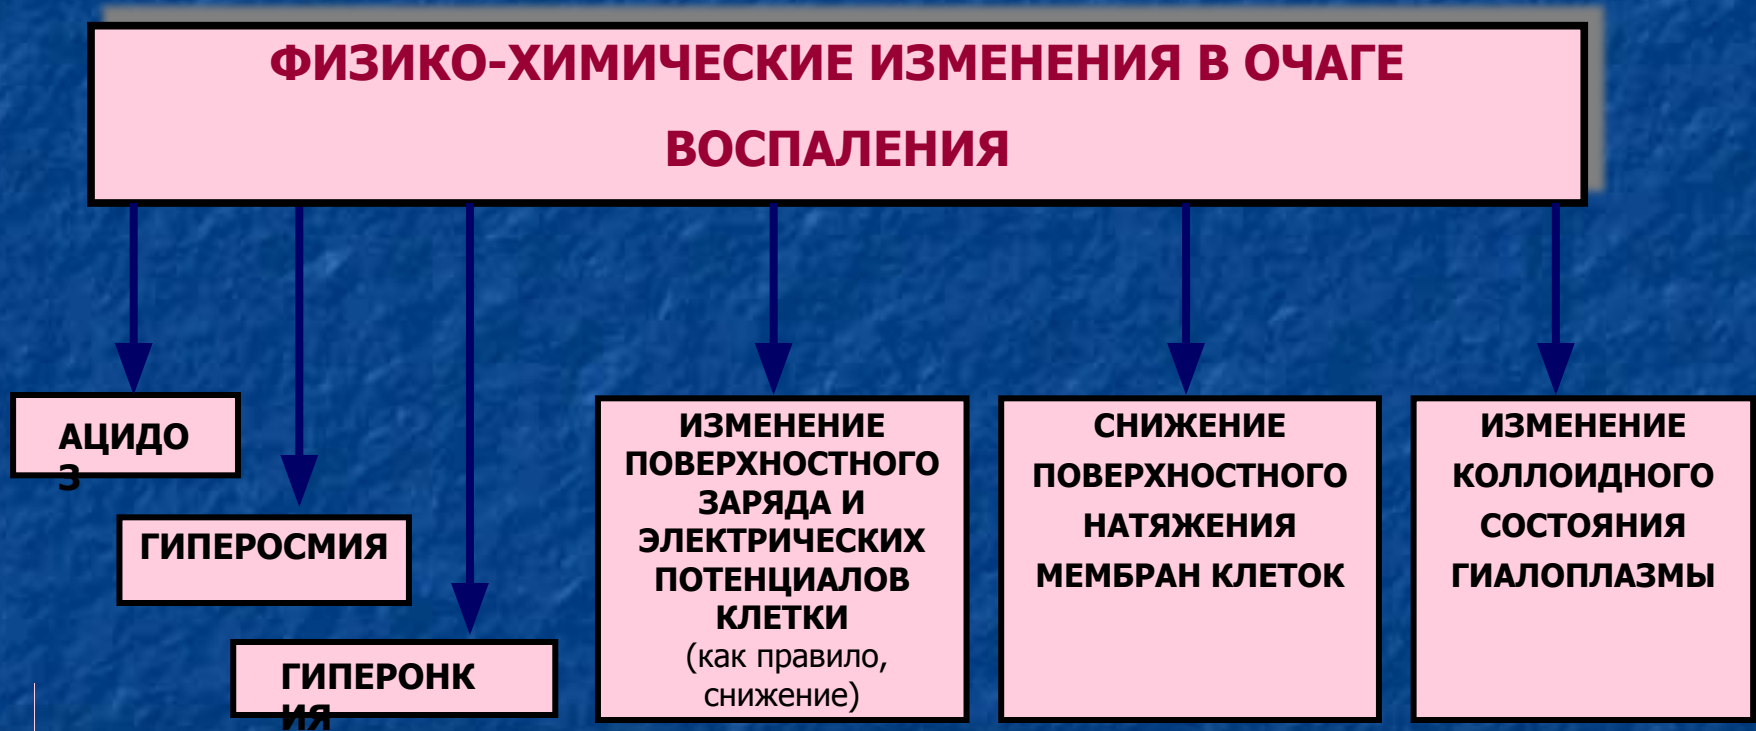 ФИЗИКО-ХИМИЧЕСКИЕ ИЗМЕНЕНИЯ В ОЧАГЕ
ВОСПАЛЕНИЯ
АЦИДО
З
ГИПЕРОСМИЯ
ГИПЕРОНК
ИЯ
ИЗМЕНЕНИЕ
ПОВЕРХНОСТНОГО
ЗАРЯДА И
ЭЛЕКТРИЧЕСКИХ
ПОТЕНЦИАЛОВ
КЛЕТКИ
(как правило,
снижение)
СНИЖЕНИЕ
ПОВЕРХНОСТНОГО
НАТЯЖЕНИЯ
МЕМБРАН КЛЕТОК
ИЗМЕНЕНИЕ
КОЛЛОИДНОГО
СОСТОЯНИЯ
ГИАЛОПЛАЗМЫ